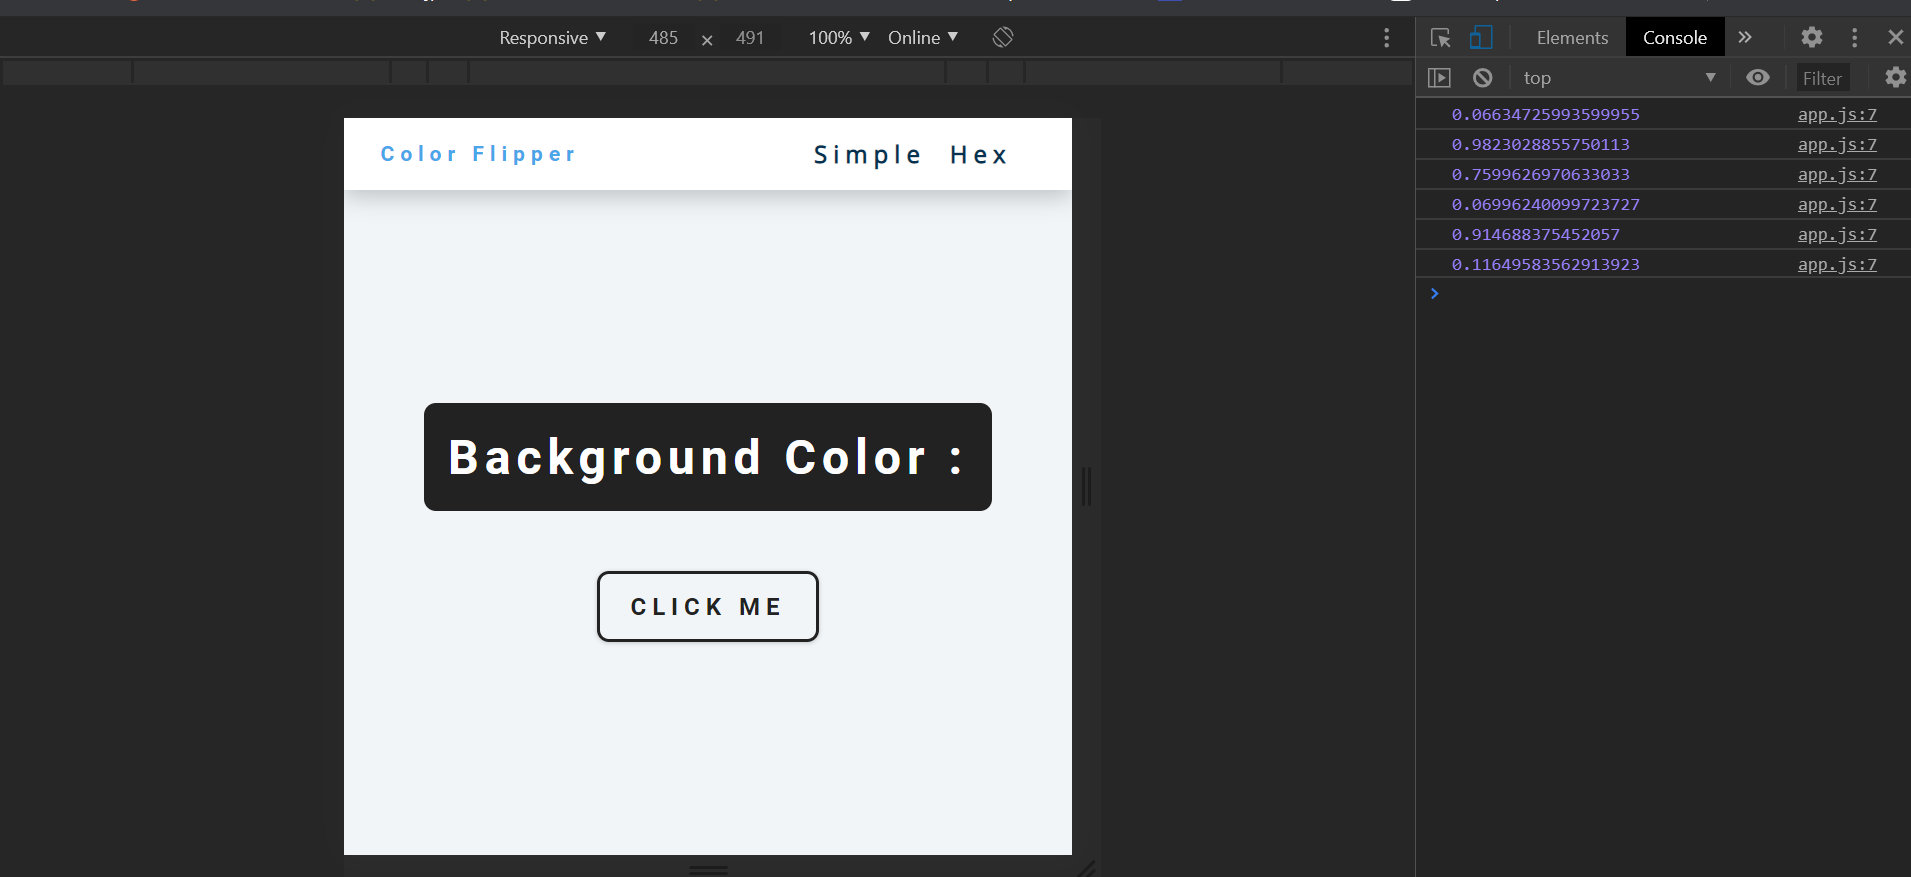 Responsive 485 × 491 100% Online
Elements Console
top Filter
Color Flipper Simple Hex
Background Color :
CLICK ME
0.06634725993599955 app.js:7
0.9823028855750113 app.js:7
0.7599626970633033 app.js:7
0.06996240099723727 app.js:7
0.914688375452057 app.js:7
0.11649583562913923 app.js:7